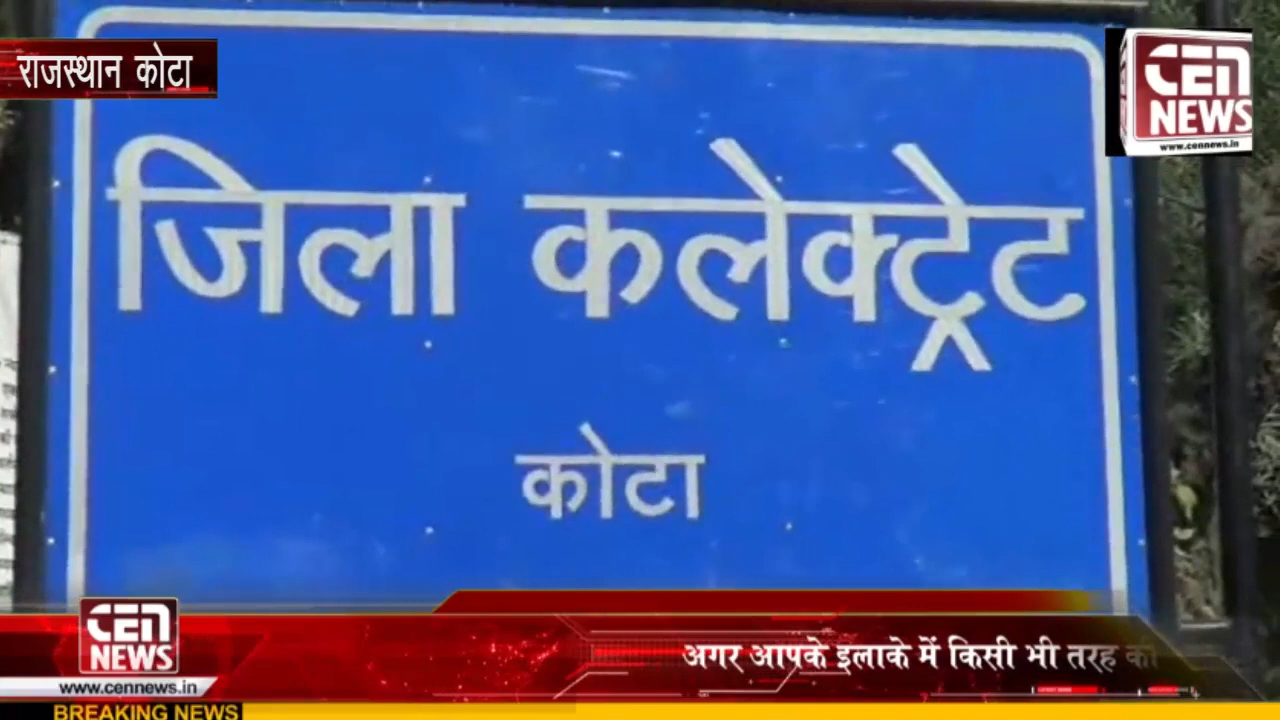 राजस्थान कोटा
CEN
NEWS
www.cennews.in
जिला कलेक्ट्रेट
कोटा
CEN
NEWS
www.cennews.in
अगर आपके इलाके में किसी भी तरह की
BREAKING NEWS